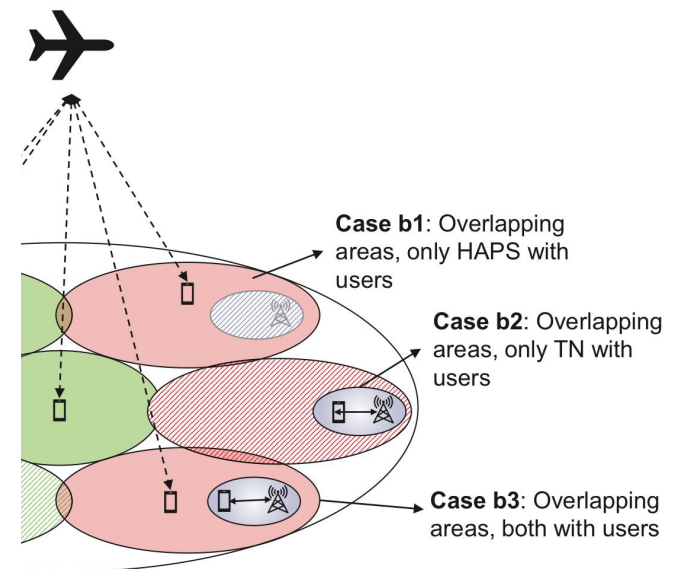 Case b1: Overlapping
areas, only HAPS with
users
Case b2: Overlapping
areas, only TN with
users
Case b3: Overlapping
areas, both with users